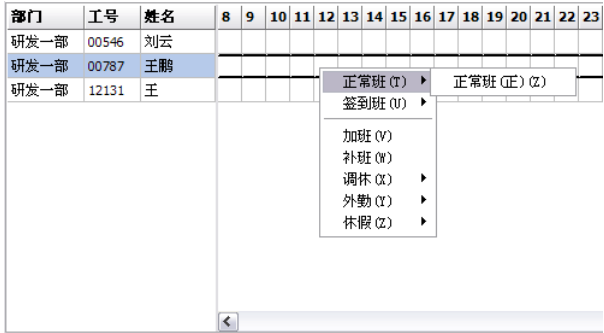 部门 工号 姓名 8 9 10 11 12 13 14 15 16 17 18 19 20 21 22 23
研发一部 00546 刘云
研发一部 00787 王鹏
研发一部 12131 王
正常班(T) 正常班(正)(Z)
签到班(U)
加班(V)
补班(W)
调休(X)
外勤(Y)
休假(Z)